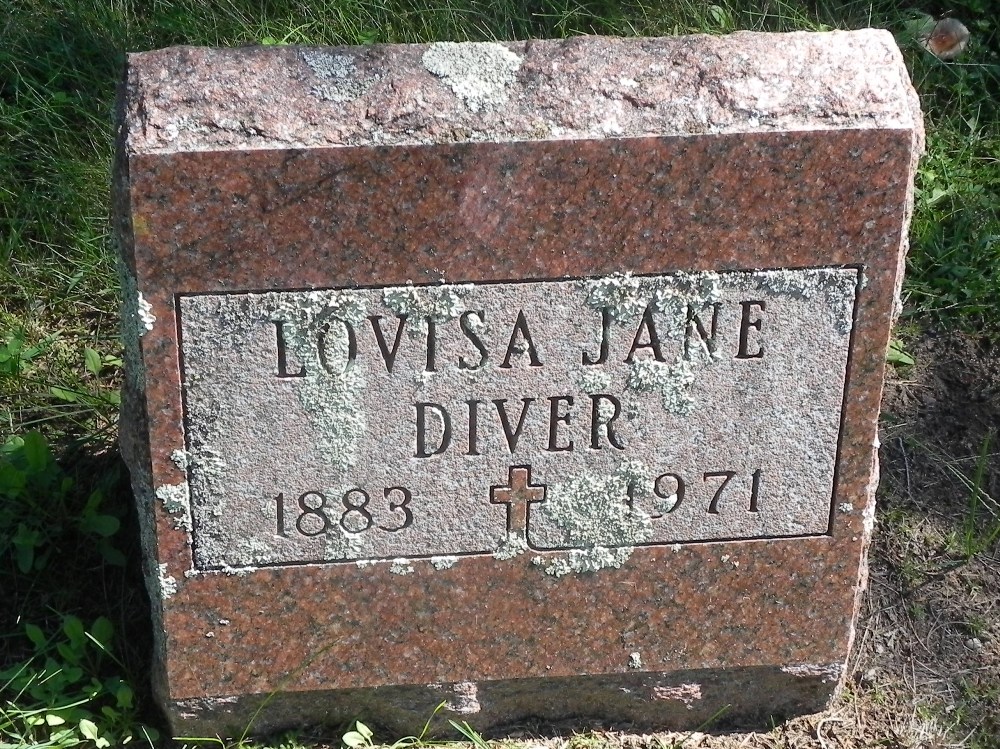 LOVISA JANE
DIVER
1883 1971